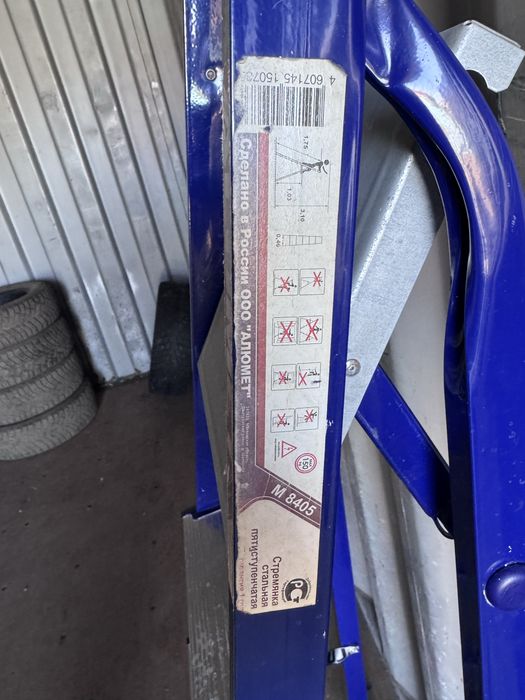 4 607145 15073
1,75
1,03
3,10
0,46
Сделано в России ООО "АЛЮМЕТ"
150
М 8405
РСТ
Стремянка
стальная
пятиступенчатая